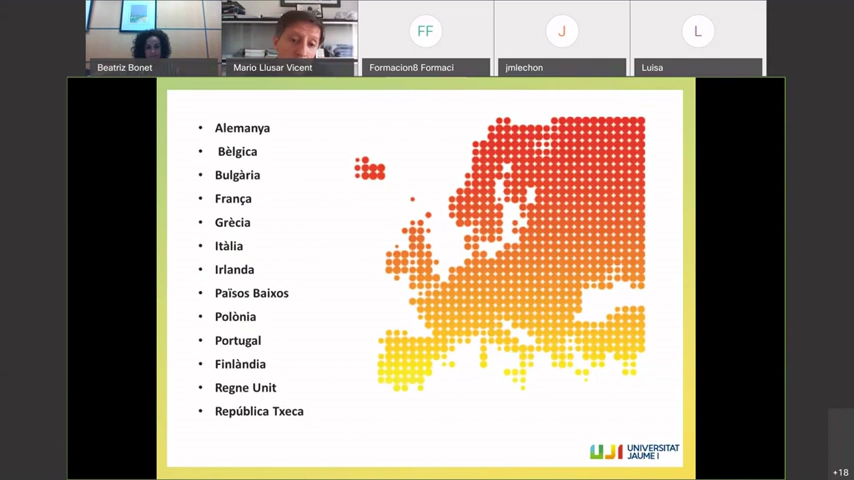 FF
J
L
Beatriz Bonet
Mario Llusar Vicent
Formacion8 Formaci
jmlechon
Luisa
• Alemanya
• Bèlgica
• Bulgària
• França
• Grècia
• Itàlia
• Irlanda
• Països Baixos
• Polònia
• Portugal
• Finlàndia
• Regne Unit
• República Txeca
UJI UNIVERSITAT
JAUME I
+18